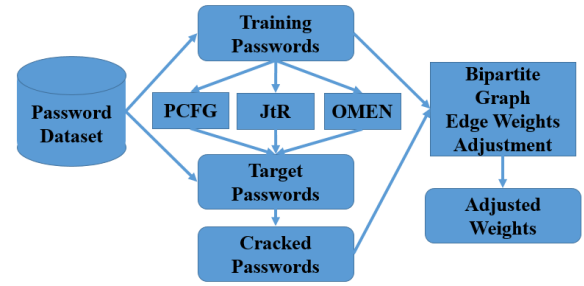 Training
Passwords
Password
Dataset
PCFG
JtR
OMEN
Target
Passwords
Cracked
Passwords
Bipartite
Graph
Edge Weights
Adjustment
Adjusted
Weights